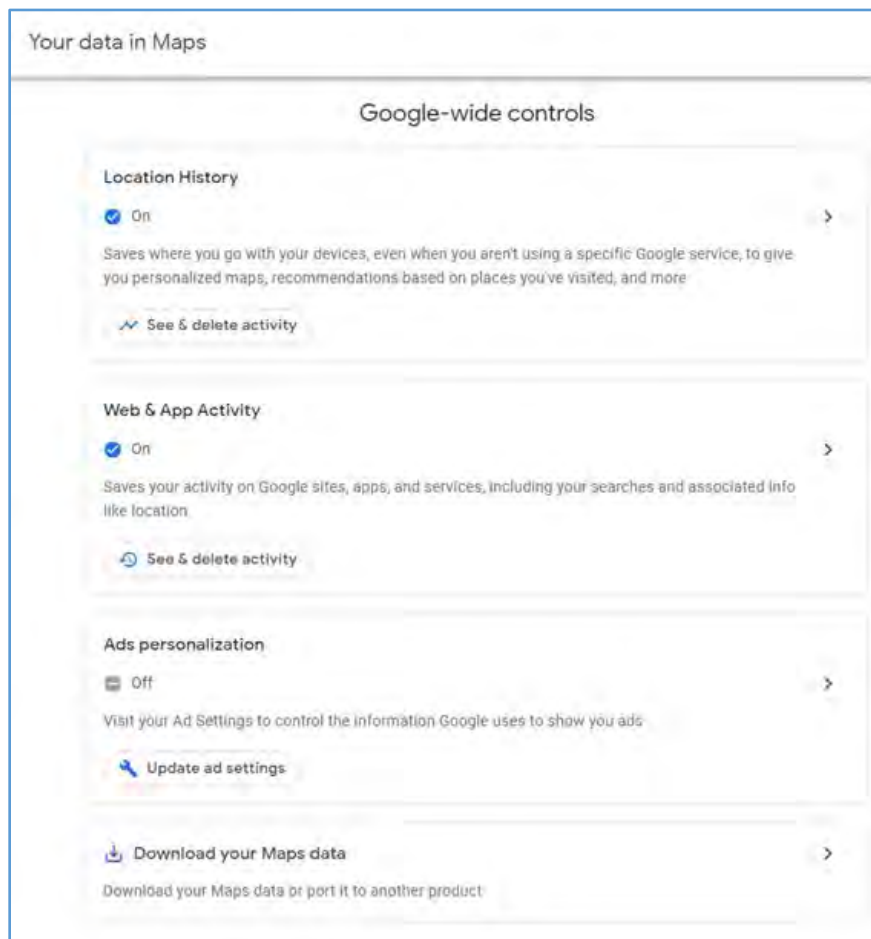 Your data in Maps
Google-wide controls
Location History
On
Saves where you go with your devices, even when you aren't using a specific Google service, to give
you personalized maps, recommendations based on places you've visited, and more
See & delete activity
Web & App Activity
On
Saves your activity on Google sites, apps, and services, including your searches and associated info
like location
See & delete activity
Ads personalization
Off
Visit your Ad Settings to control the information Google uses to show you ads
Update ad settings
Download your Maps data
Download your Maps data or port it to another product